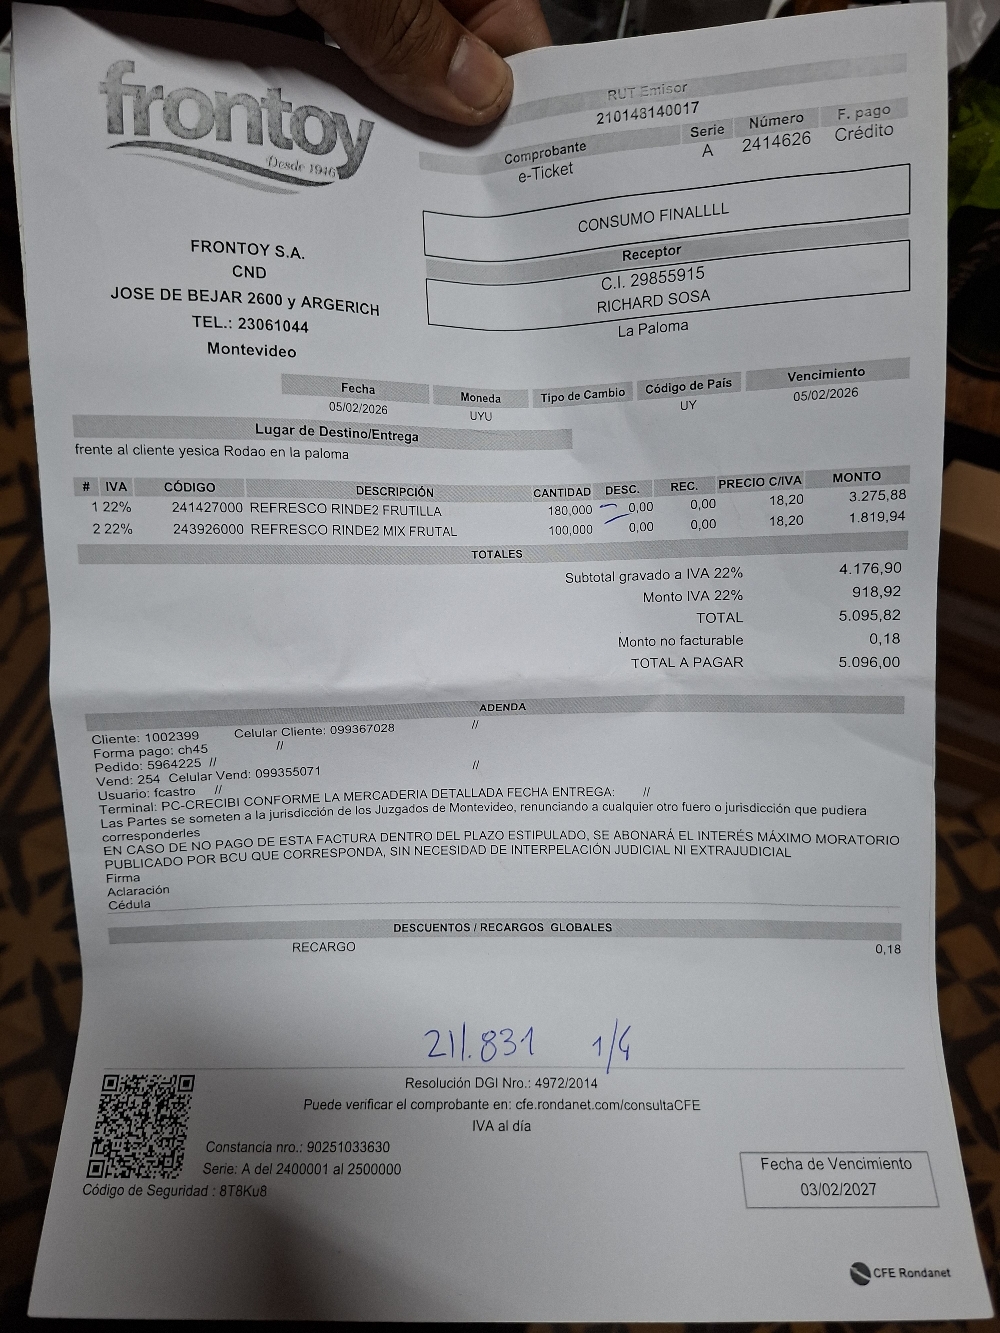 frontoy
Desde 1946
RUT Emisor
210143140017
Comprobante Serie Número F. pago
e-Ticket A 2414626 Crédito
CONSUMO FINALLLL
Receptor
C.I. 29855915
RICHARD SOSA
La Paloma
FRONTOY S.A.
CND
JOSE DE BEJAR 2600 y ARGERICH
TEL.: 23061044
Montevideo
Fecha Moneda Tipo de Cambio Código de País Vencimiento
05/02/2026 UYU UY 05/02/2026
Lugar de Destino/Entrega
frente al cliente yesica Rodao en la paloma
# IVA CÓDIGO DESCRIPCIÓN CANTIDAD DESC. REC. PRECIO C/IVA MONTO
1 22% 241427000 REFRESCO RINDE2 FRUTILLA 180,000 0,00 0,00 18,20 3.275,88
2 22% 243926000 REFRESCO RINDE2 MIX FRUTAL 100,000 0,00 0,00 18,20 1.819,94
TOTALES
Subtotal gravado a IVA 22% 4.176,90
Monto IVA 22% 918,92
TOTAL 5.095,82
Monto no facturable 0,18
TOTAL A PAGAR 5.096,00
ADENDA
Cliente: 1002399 Celular Cliente: 099367028 //
Forma pago: ch45 //
Pedido: 5964225 //
Vend: 254 Celular Vend: 099355071 //
Usuario: fcastro //
Terminal: PC-CRECIBI CONFORME LA MERCADERIA DETALLADA FECHA ENTREGA: //
Las Partes se someten a la jurisdicción de los Juzgados de Montevideo, renunciando a cualquier otro fuero o jurisdicción que pudiera
corresponderles
EN CASO DE NO PAGO DE ESTA FACTURA DENTRO DEL PLAZO ESTIPULADO, SE ABONARÁ EL INTERÉS MÁXIMO MORATORIO
PUBLICADO POR BCU QUE CORRESPONDA, SIN NECESIDAD DE INTERPELACIÓN JUDICIAL NI EXTRAJUDICIAL
Firma
Aclaración
Cédula
DESCUENTOS / RECARGOS GLOBALES
RECARGO 0,18
211.831 1/4
Resolución DGI Nro.: 4972/2014
Puede verificar el comprobante en: cfe.rondanet.com/consultaCFE
IVA al día
Constancia nro.: 90251033630
Serie: A del 2400001 al 2500000
Código de Seguridad : 8T8Ku8
Fecha de Vencimiento
03/02/2027
CFE Rondanet